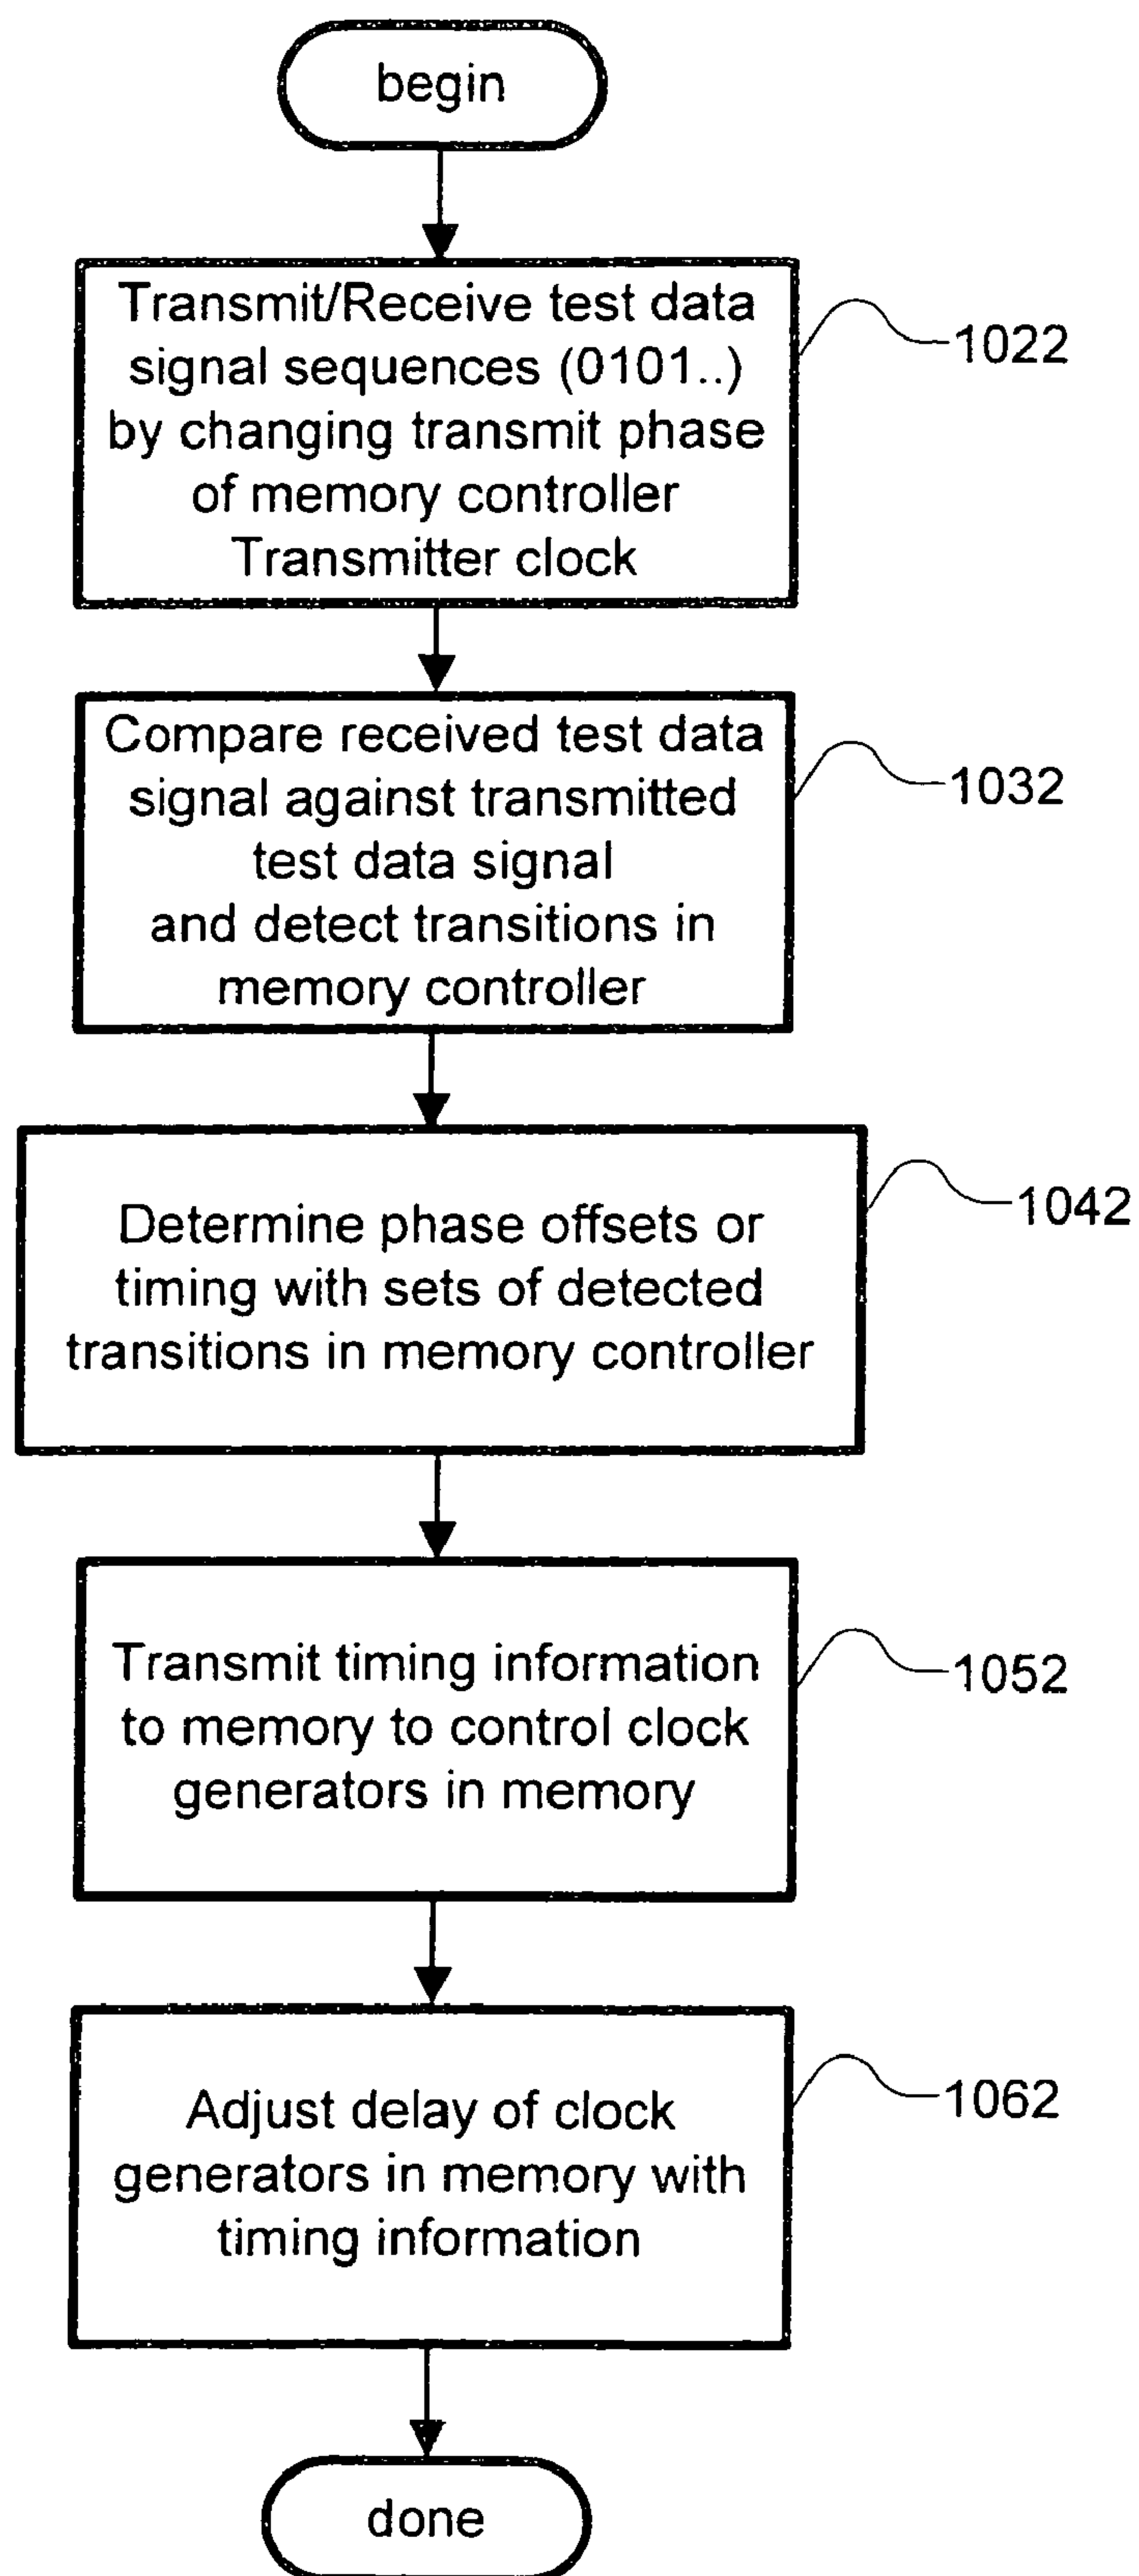 begin
Transmit/Receive test data
signal sequences (0101..)
by changing transmit phase
of memory controller
Transmitter clock
1022
Compare received test data
signal against transmitted
test data signal
and detect transitions in
memory controller
1032
Determine phase offsets or
timing with sets of detected
transitions in memory controller
1042
Transmit timing information
to memory to control clock
generators in memory
1052
Adjust delay of clock
generators in memory with
timing information
1062
done